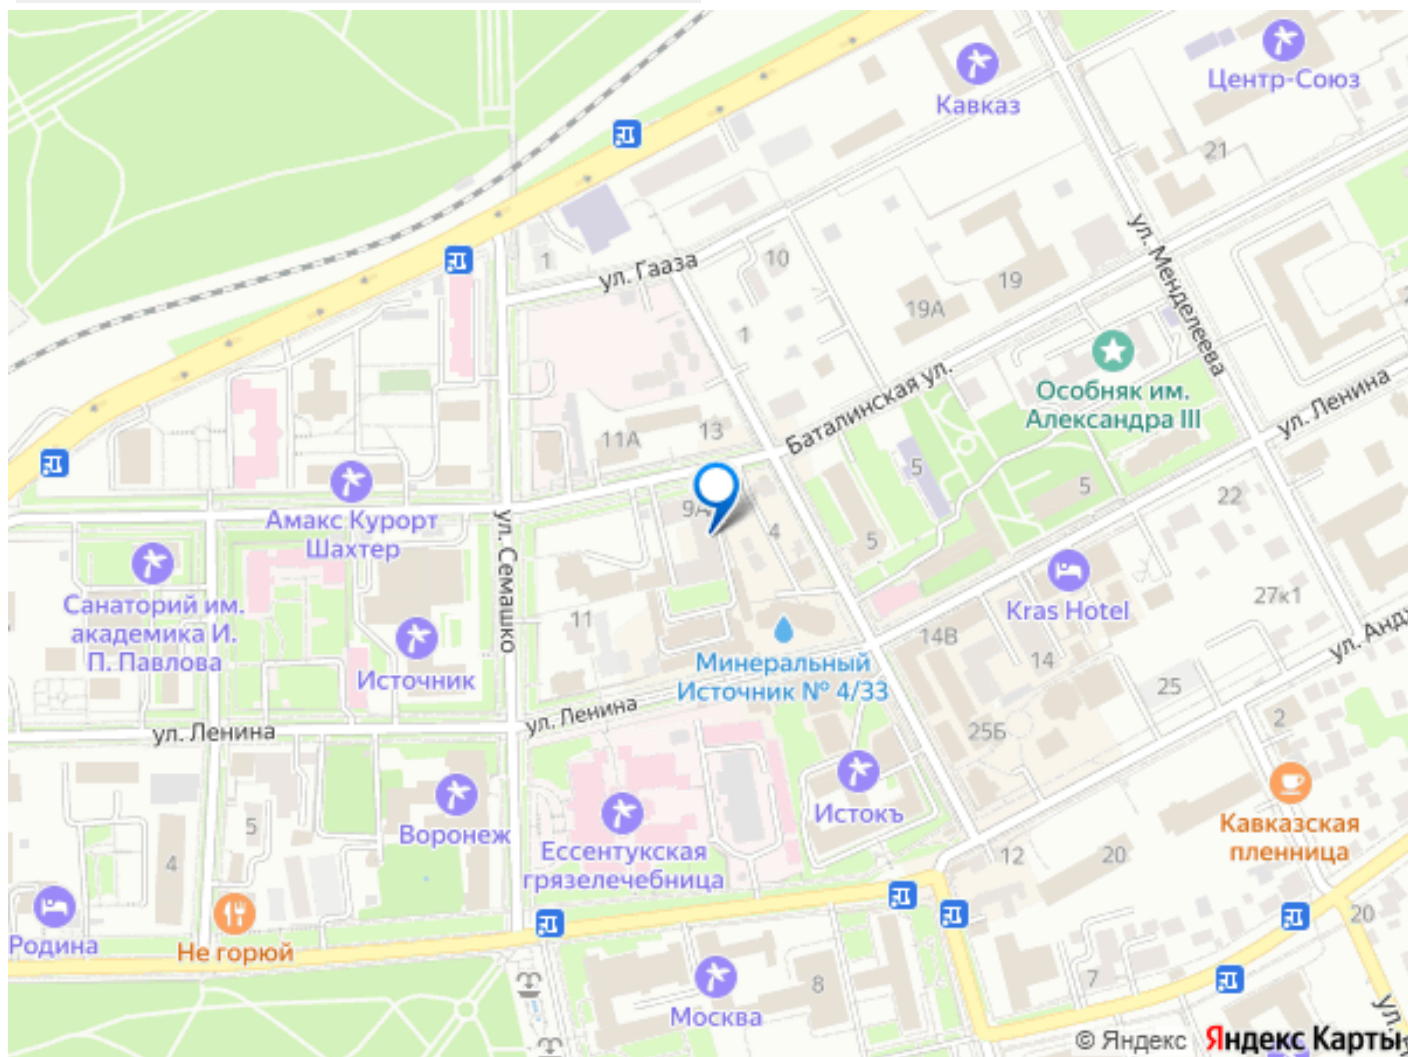 Кавказ
Центр-Союз
21
ул. Менделеева
1
ул. Гааза
10
19
19А
1
Особняк им.
Александра III
ул. Ленина
Баталинская ул.
11А
13
5
5
22
9А
4
5
Амакс Курорт
Шахтер
ул. Семашко
Санаторий им.
академика И.
П. Павлова
Источник
11
Минеральный
Источник № 4/33
Kras Hotel
27к1
14В
14
25
ул. Ленина
ул. Ленина
25Б
2
Воронеж
5
4
Истокъ
Ессентукская
грязелечебница
Кавказская
пленница
12
20
20
Родина
Не горюй
Москва
8
7
© Яндекс Яндекс Карты